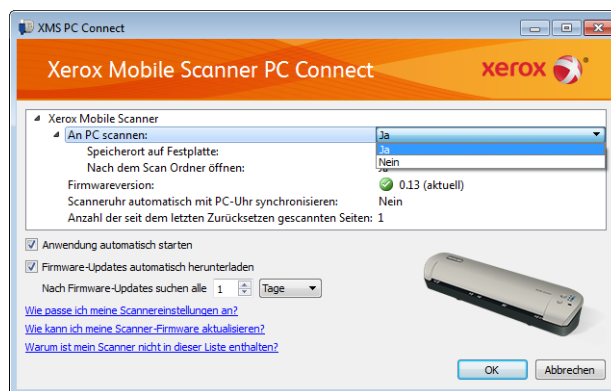 XMS PC Connect
Xerox Mobile Scanner PC Connect
xerox
Xerox Mobile Scanner
An PC scannen: Ja
Ja
Speicherort auf Festplatte:
Nein
Nach dem Scan Ordner öffnen:
Firmwareversion: 0.13 (aktuell)
Scanneruhr automatisch mit PC-Uhr synchronisieren: Nein
Anzahl der seit dem letzten Zurücksetzen gescannten Seiten: 1
Anwendung automatisch starten
Firmware-Updates automatisch herunterladen
Nach Firmware-Updates suchen alle 1 Tage
Wie passe ich meine Scannereinstellungen an?
Wie kann ich meine Scanner-Firmware aktualisieren?
Warum ist mein Scanner nicht in dieser Liste enthalten?
OK Abbrechen